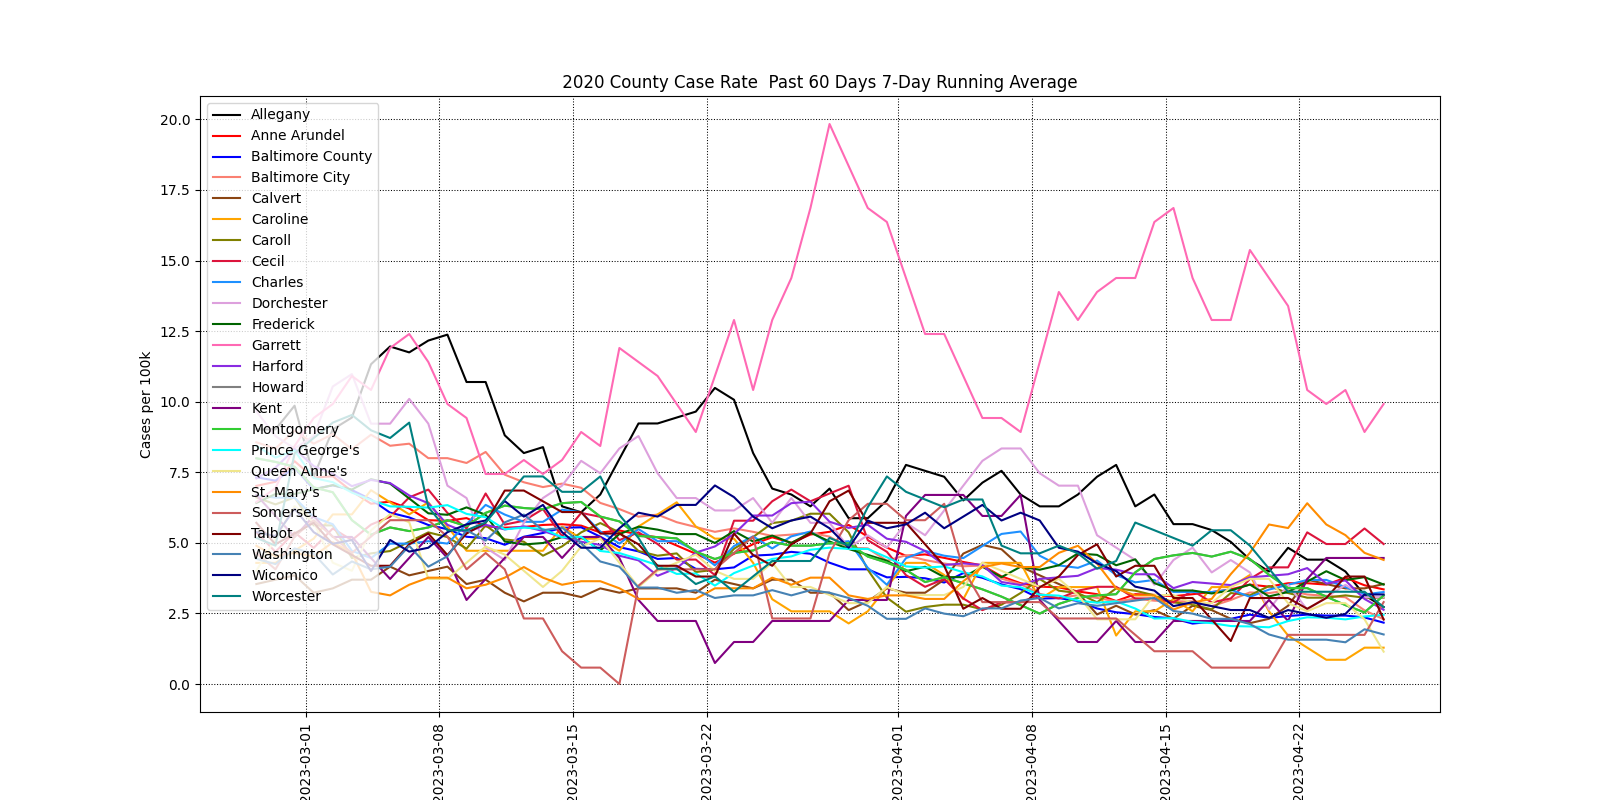 2020 County Case Rate  Past 60 Days 7-Day Running Average
Cases per 100k
20.0
17.5
15.0
12.5
10.0
7.5
5.0
2.5
0.0
Allegany
Anne Arundel
Baltimore County
Baltimore City
Calvert
Caroline
Caroll
Cecil
Charles
Dorchester
Frederick
Garrett
Harford
Howard
Kent
Montgomery
Prince George's
Queen Anne's
St. Mary's
Somerset
Talbot
Washington
Wicomico
Worcester
2023-03-01
2023-03-08
2023-03-15
2023-03-22
2023-04-01
2023-04-08
2023-04-15
2023-04-22